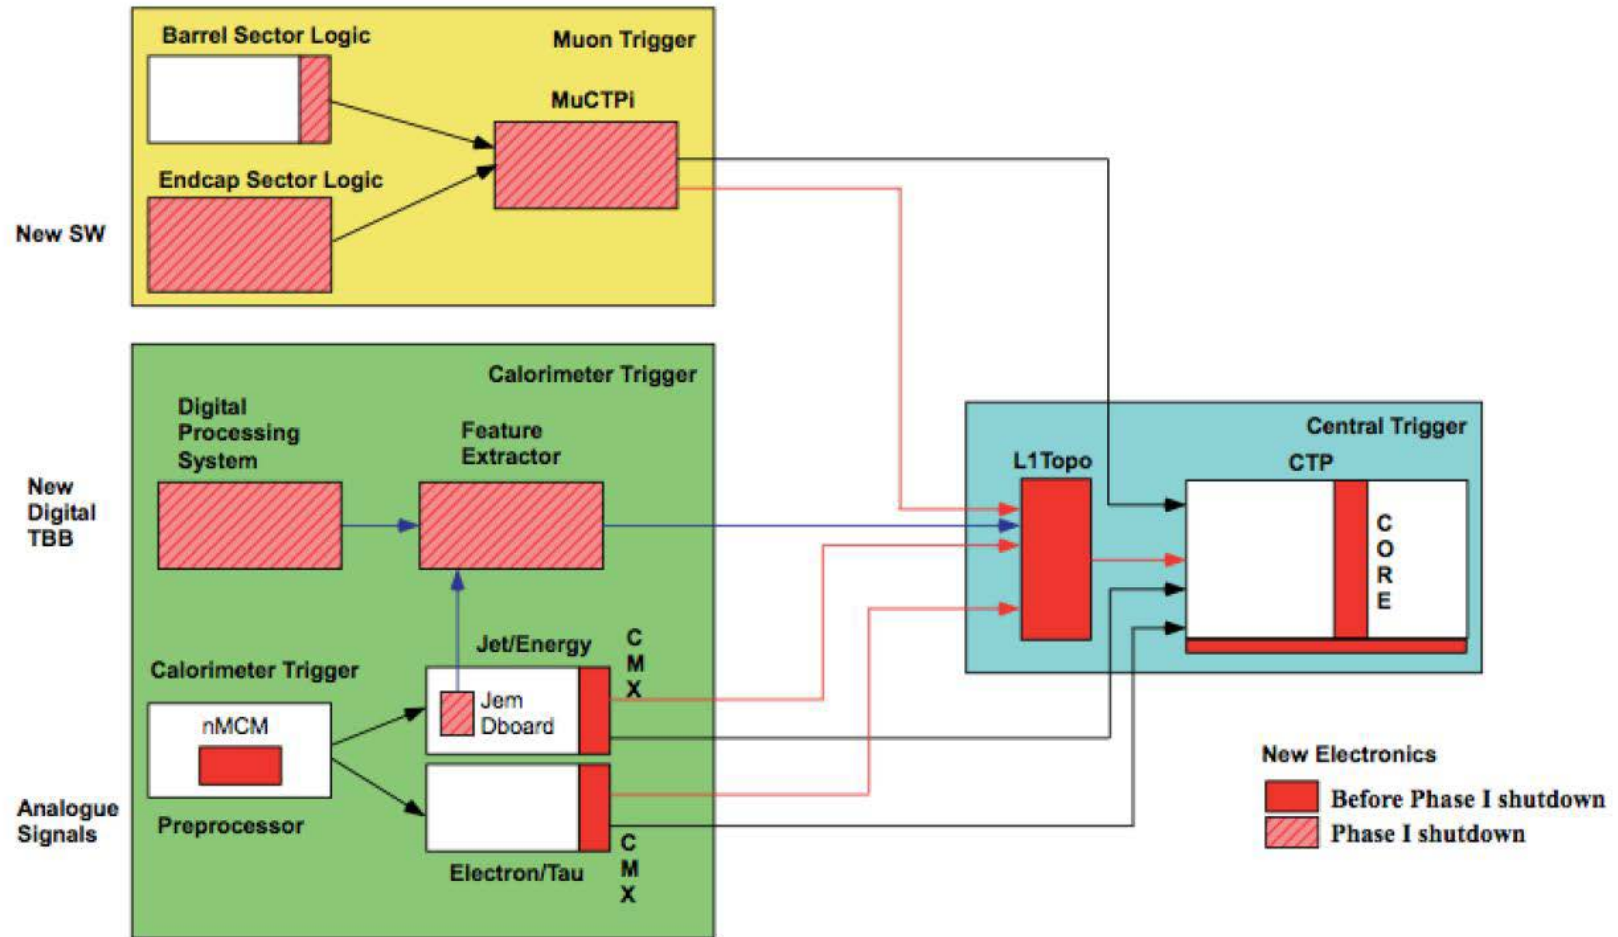 Barrel Sector Logic
Muon Trigger
MuCTPi
Endcap Sector Logic
New SW
Calorimeter Trigger
Digital
Processing
System
Feature
Extractor
New
Digital
TBB
Central Trigger
L1Topo
CTP
C
O
R
E
Jet/Energy
C
M
X
Calorimeter Trigger
nMCM
Jem
Dboard
Preprocessor
Analogue
Signals
Electron/Tau
C
M
X
New Electronics
Before Phase I shutdown
Phase I shutdown